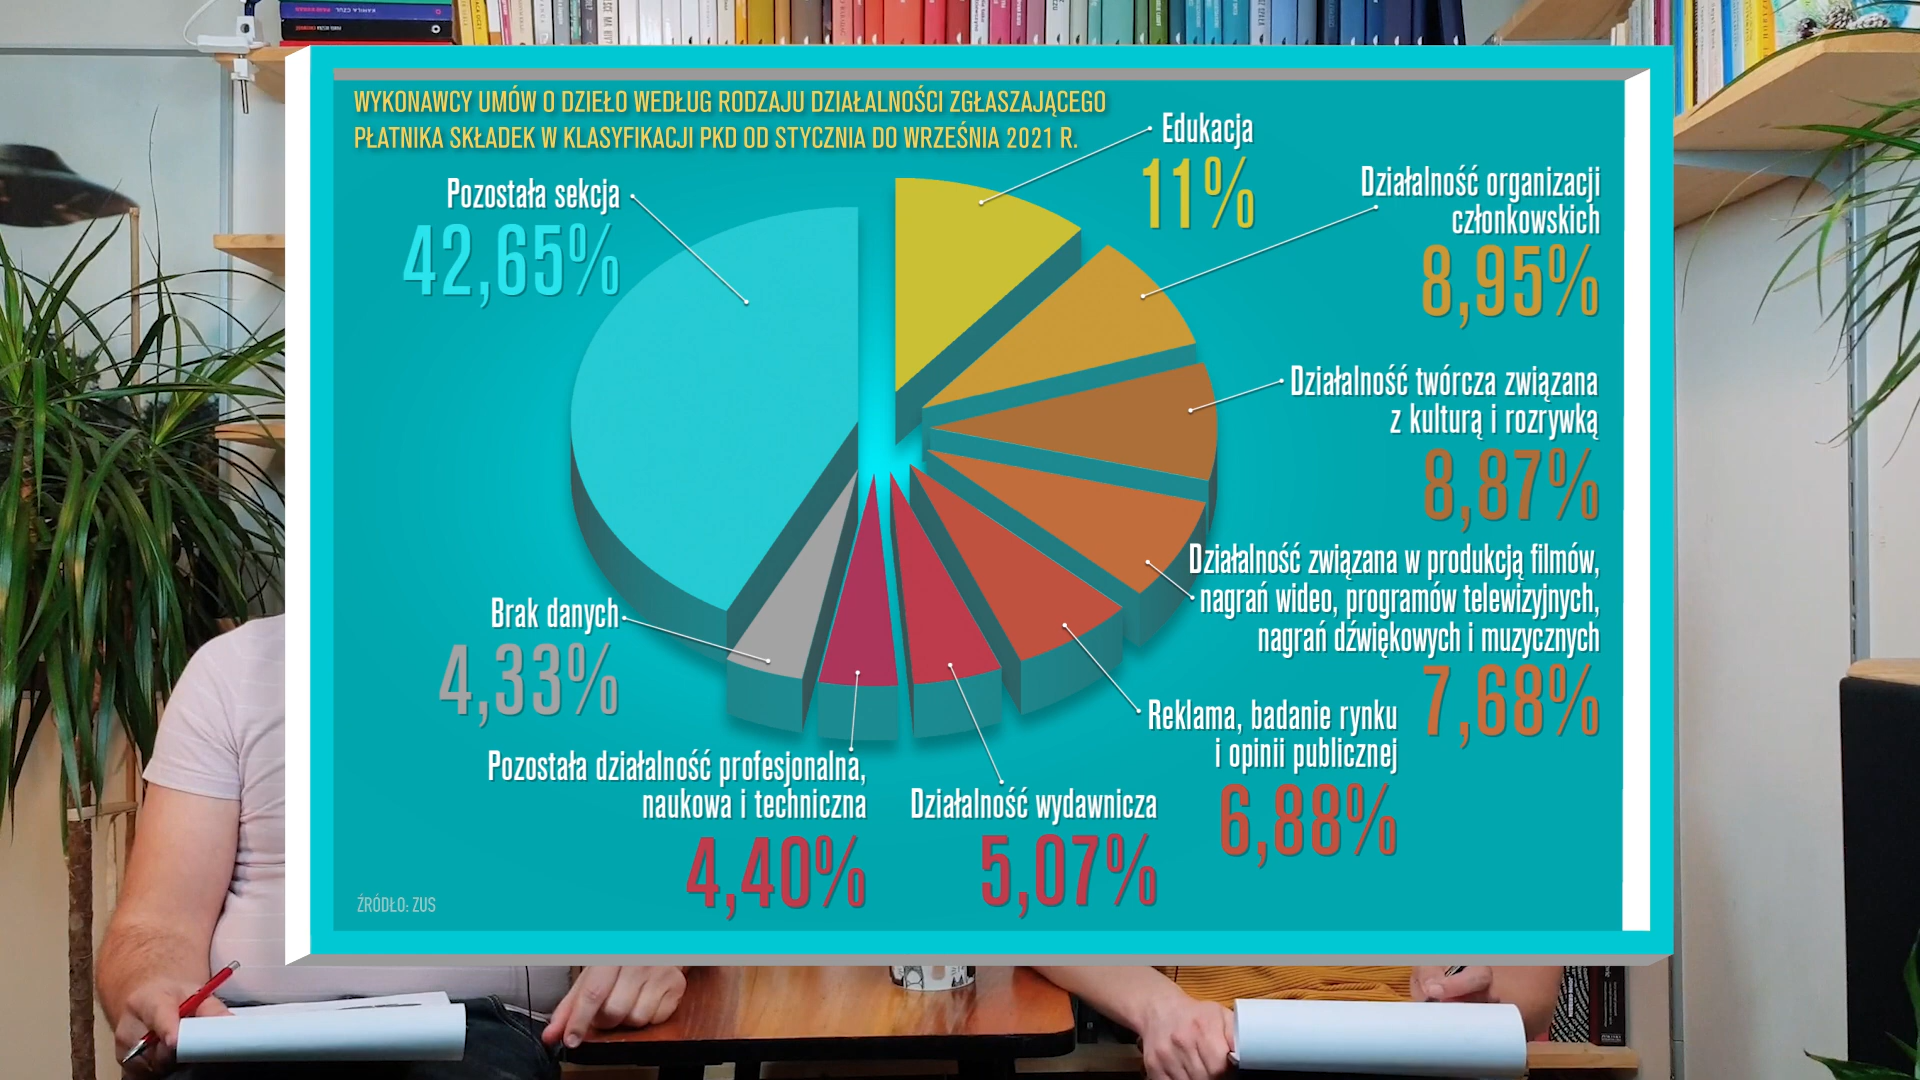 WYKONAWCY UMÓW O DZIEŁO WEDŁUG RODZAJU DZIAŁALNOŚCI ZGŁASZAJĄCEGO
PŁATNIKA SKŁADEK W KLASYFIKACJI PKD OD STYCZNIA DO WRZEŚNIA 2021 R.
Edukacja
11%
Działalność organizacji
członkowskich
8,95%
Działalność twórcza związana
z kulturą i rozrywką
8,87%
Działalność związana w produkcją filmów,
nagrań wideo, programów telewizyjnych,
nagrań dźwiękowych i muzycznych
7,68%
Reklama, badanie rynku
i opinii publicznej
6,88%
Działalność wydawnicza
5,07%
Pozostała działalność profesjonalna,
naukowa i techniczna
4,40%
Brak danych
4,33%
Pozostała sekcja
42,65%
ŹRÓDŁO: ZUS